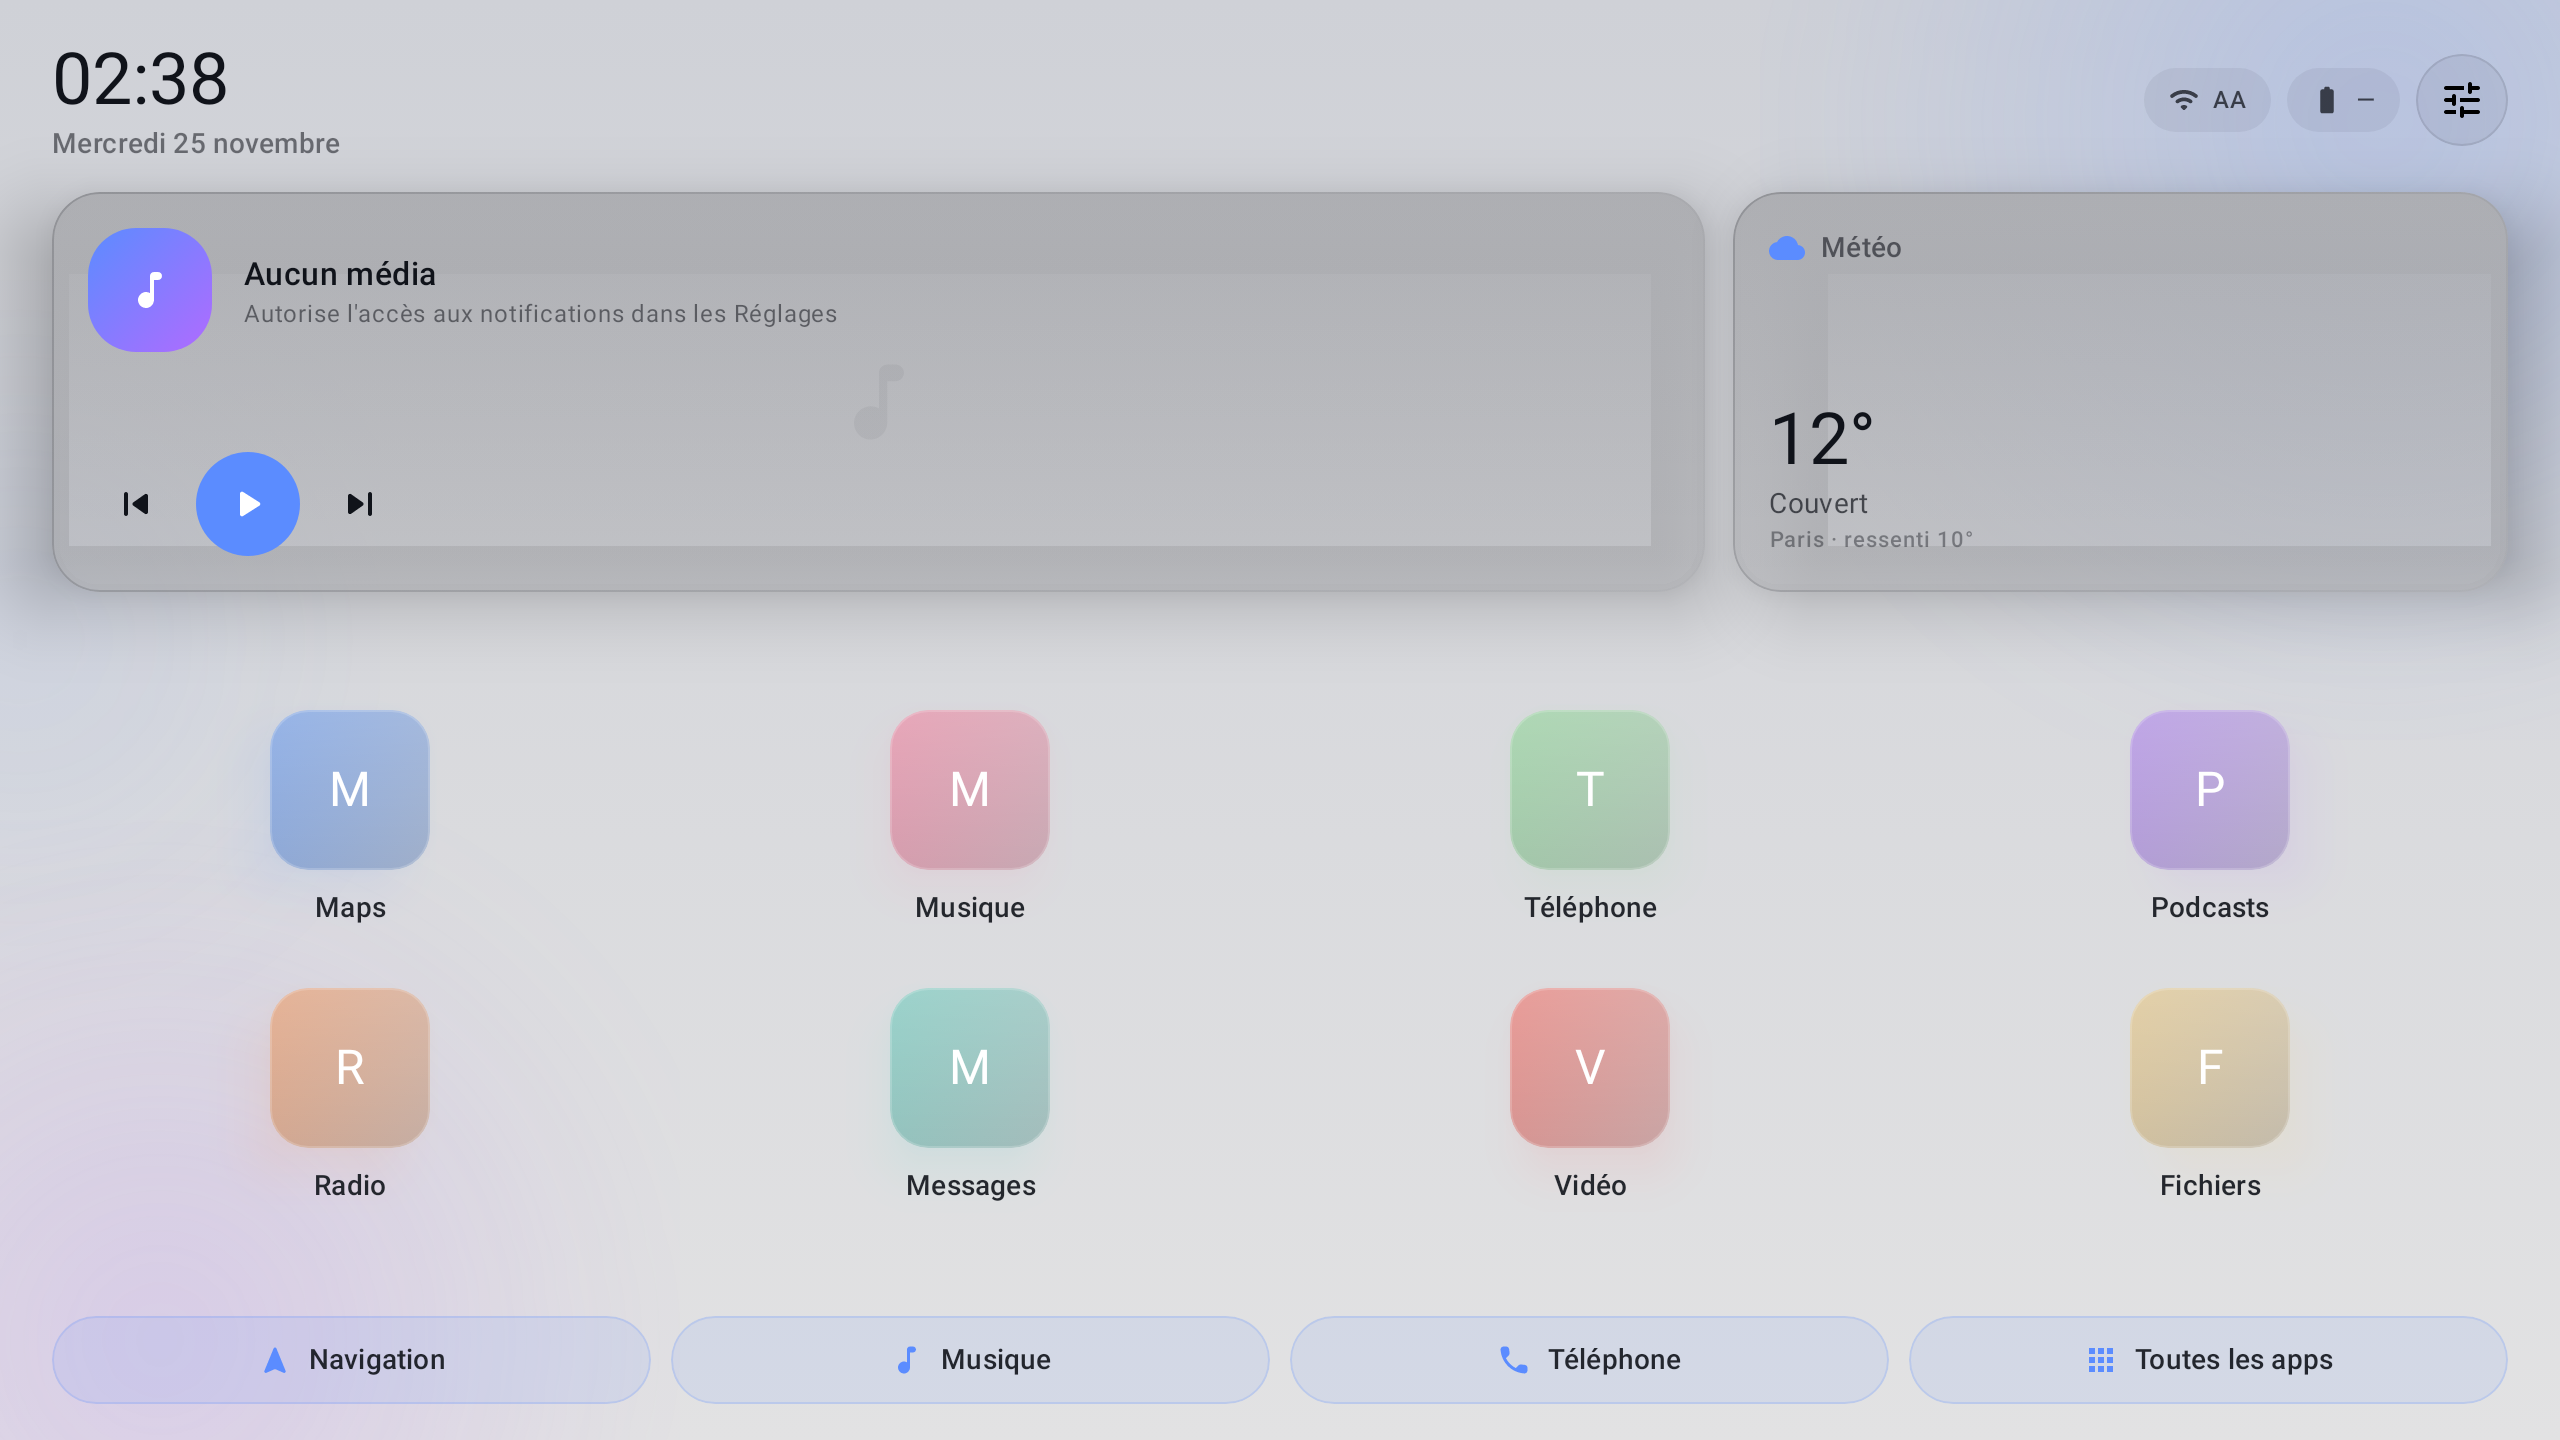 02:38
Mercredi 25 novembre
AA
–
Aucun média
Autorise l'accès aux notifications dans les Réglages
Météo
12°
Couvert
Paris · ressenti 10°
M
M
T
P
Maps
Musique
Téléphone
Podcasts
R
M
V
F
Radio
Messages
Vidéo
Fichiers
Navigation
Musique
Téléphone
Toutes les apps